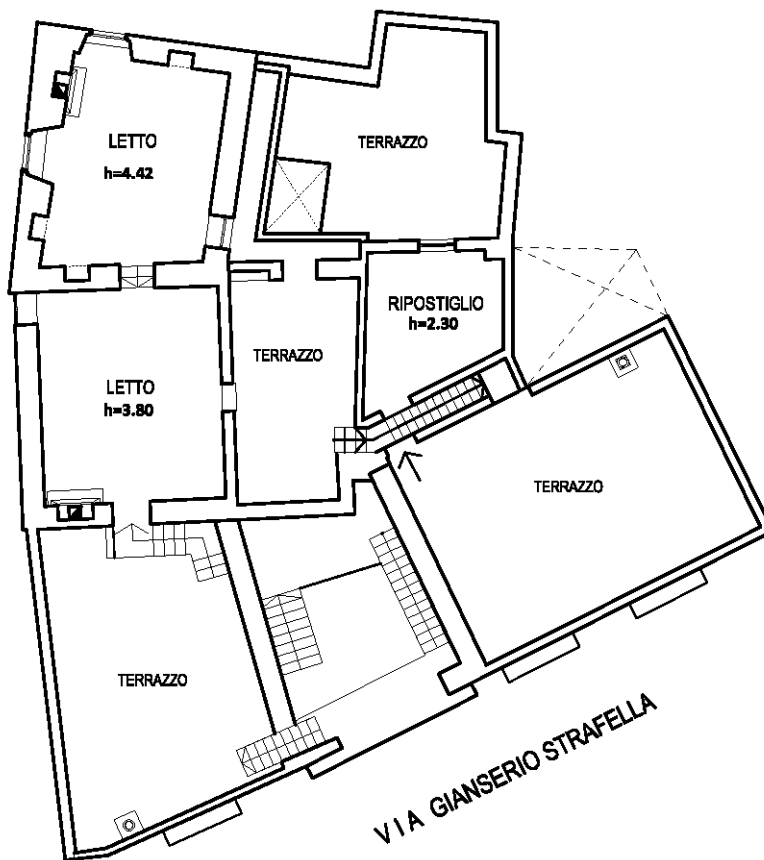 LETTO
h=4.42
TERRAZZO
RIPOSTIGLIO
h=2.30
TERRAZZO
LETTO
h=3.80
TERRAZZO
TERRAZZO
VIA GIANSERIO STRAFELLA